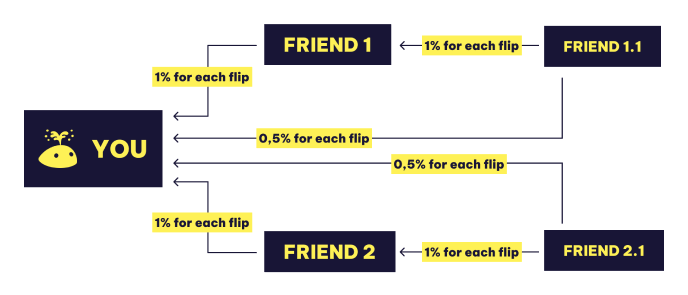 FRIEND 1
1% for each flip
FRIEND 1.1
1% for each flip
YOU
0,5% for each flip
0,5% for each flip
1% for each flip
FRIEND 2
1% for each flip
FRIEND 2.1